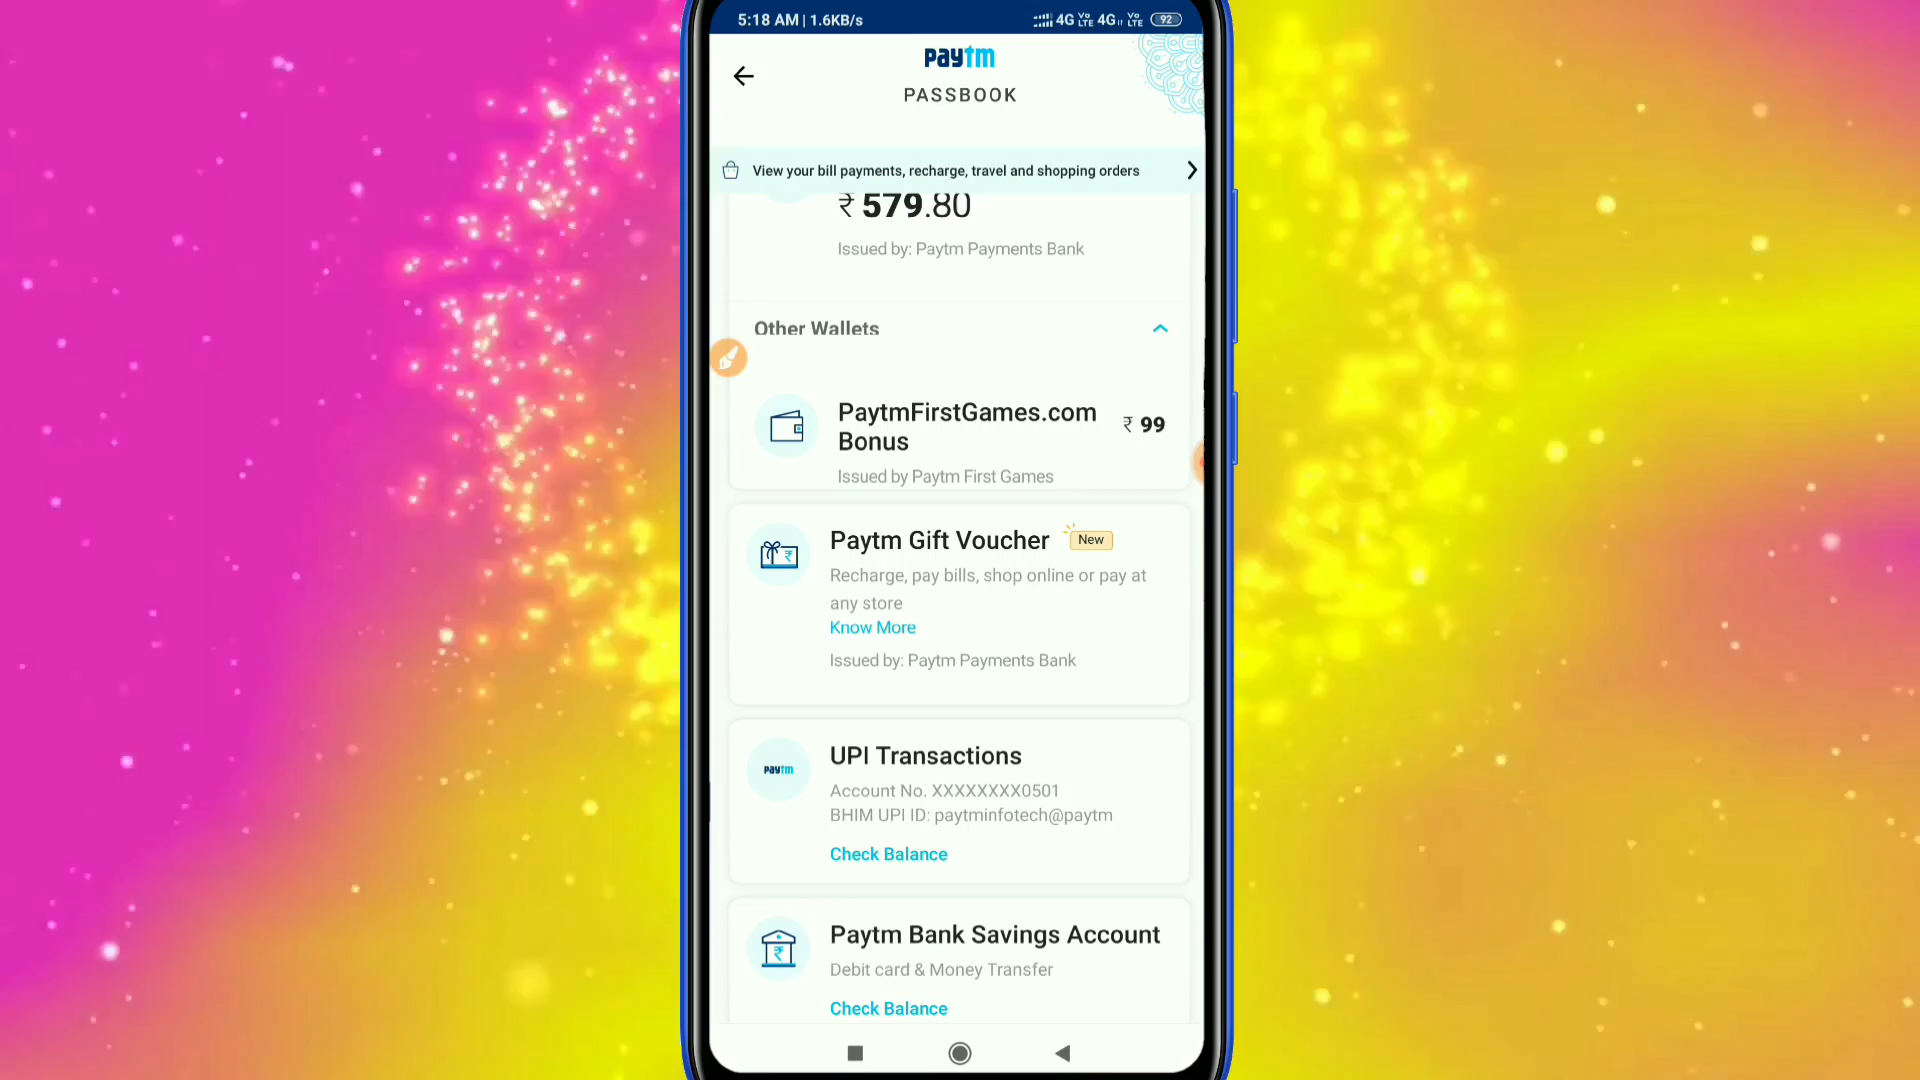 5:18 AM | 1.6KB/s 4G Vo LTE 4G Vo LTE 92
paytm
PASSBOOK
View your bill payments, recharge, travel and shopping orders
₹ 579.80
Issued by: Paytm Payments Bank
Other Wallets
PaytmFirstGames.com
Bonus
₹ 99
Issued by Paytm First Games
Paytm Gift Voucher New
Recharge, pay bills, shop online or pay at
any store
Know More
Issued by: Paytm Payments Bank
paytm
UPI Transactions
Account No. XXXXXXXX0501
BHIM UPI ID: paytminfotech@paytm
Check Balance
Paytm Bank Savings Account
Debit card & Money Transfer
Check Balance